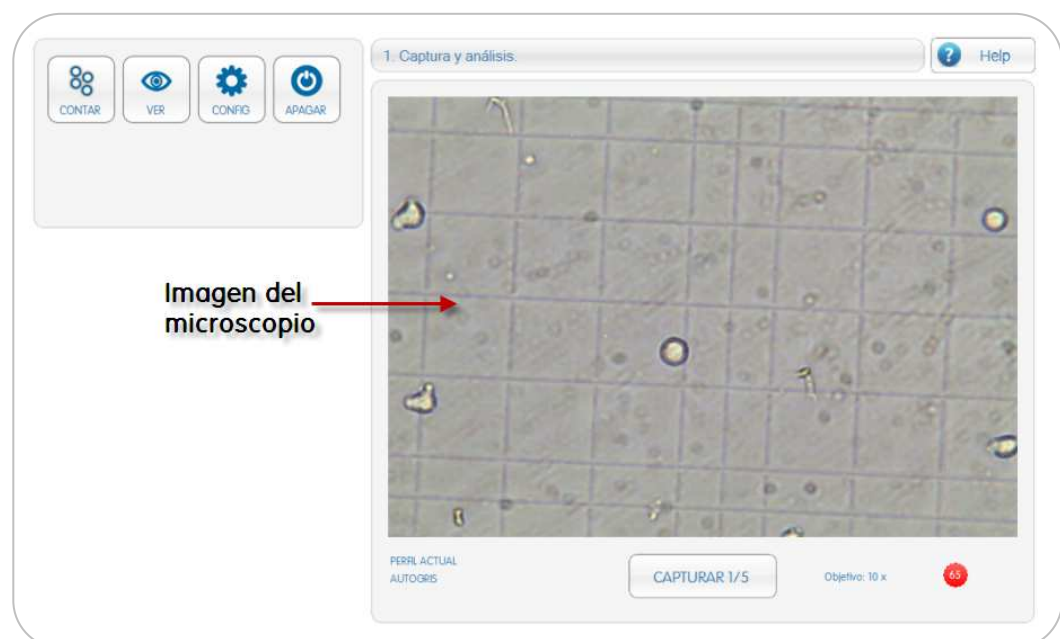 CONTAR
VER
CONFIG
APAGAR
1. Captura y análisis.
? Help
Imagen del
microscopio
PERFIL ACTUAL
AUTOGRIS
CAPTURAR 1/5
Objetivo: 10 x
65